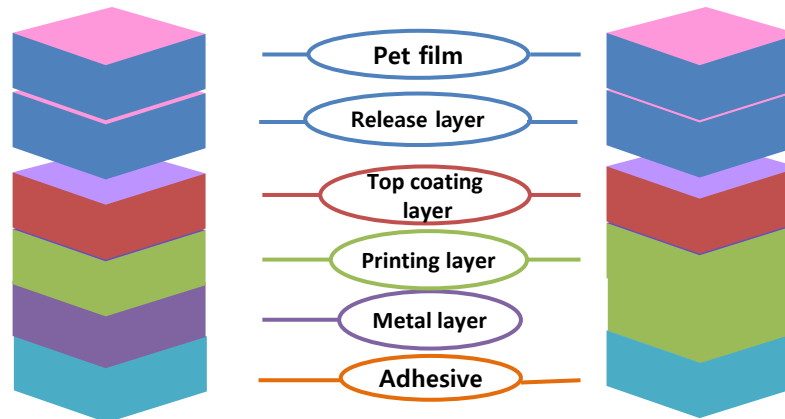 Pet film
Release layer
Top coating
layer
Printing layer
Metal layer
Adhesive